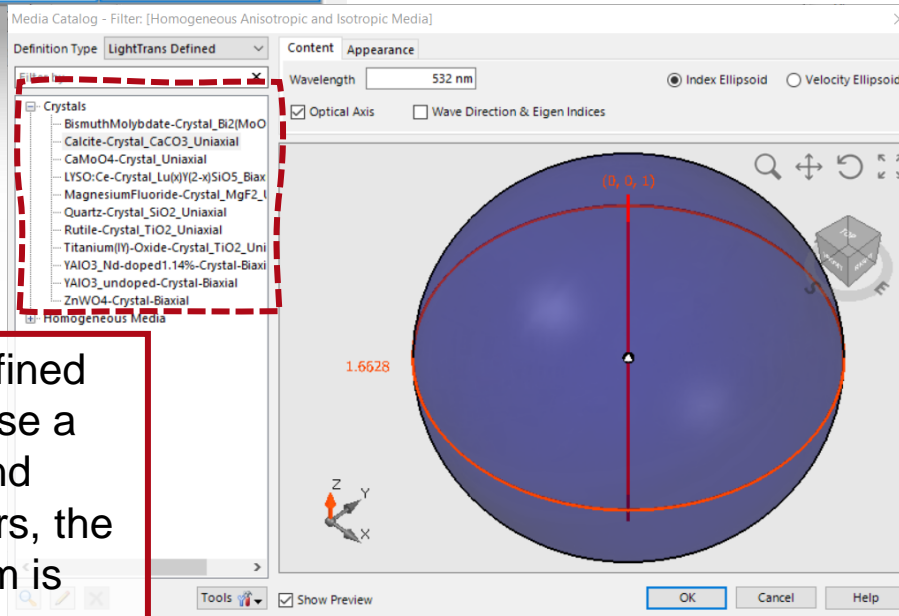 Media Catalog - Filter: [Homogeneous Anisotropic and Isotropic Media]
Definition Type LightTrans Defined
Content Appearance
Wavelength 532 nm
Index Ellipsoid Velocity Ellipsoid
Optical Axis Wave Direction & Eigen Indices
Crystals
BismuthMolybdate-Crystal_Bi2(MoO
Calcite-Crystal_CaCO3_Uniaxial
CaMoO4-Crystal_Uniaxial
LYSO:Ce-Crystal_Lu(x)Y(2-x)SiO5_Biax
MagnesiumFluoride-Crystal_MgF2_U
Quartz-Crystal_SiO2_Uniaxial
Rutile-Crystal_TiO2_Uniaxial
Titanium(IY)-Oxide-Crystal_TiO2_Uni
YAlO3_Nd-doped1.14%-Crystal-Biaxi
YAlO3_undoped-Crystal-Biaxial
ZnWO4-Crystal-Biaxial
Homogeneous Media
(0, 0, 1)
TOP
S
E
1.6628
Z
Y
X
fined
se a
nd
rs, the
m is
Tools
Show Preview
OK Cancel Help